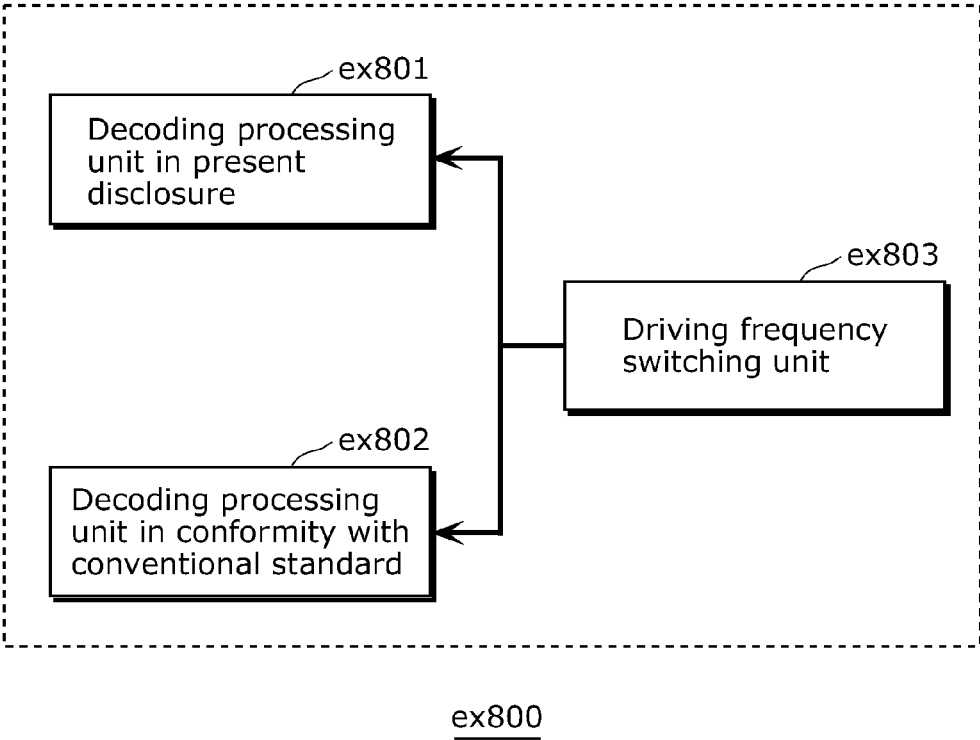 ex801
Decoding processing
unit in present
disclosure
ex803
Driving frequency
switching unit
ex802
Decoding processing
unit in conformity with
conventional standard
ex800